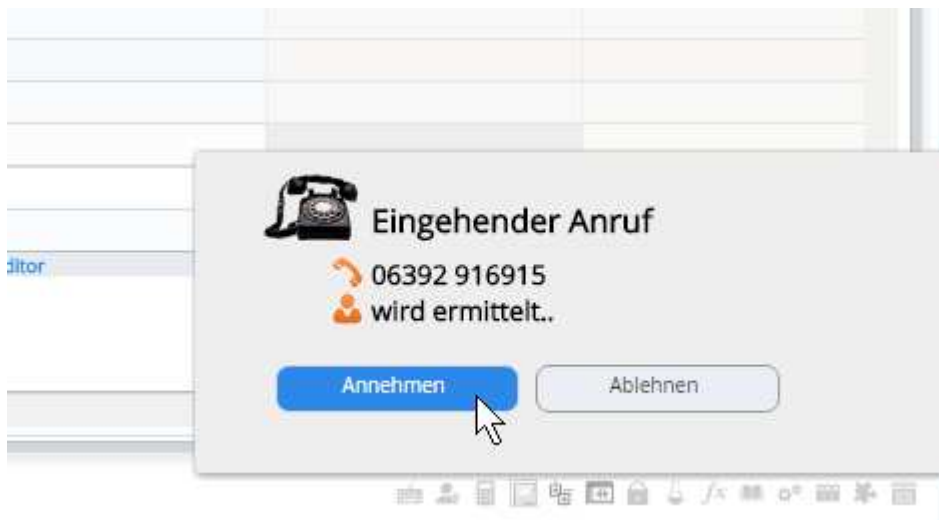 Eingehender Anruf
06392 916915
wird ermittelt..
ditor
Annehmen
Ablehnen